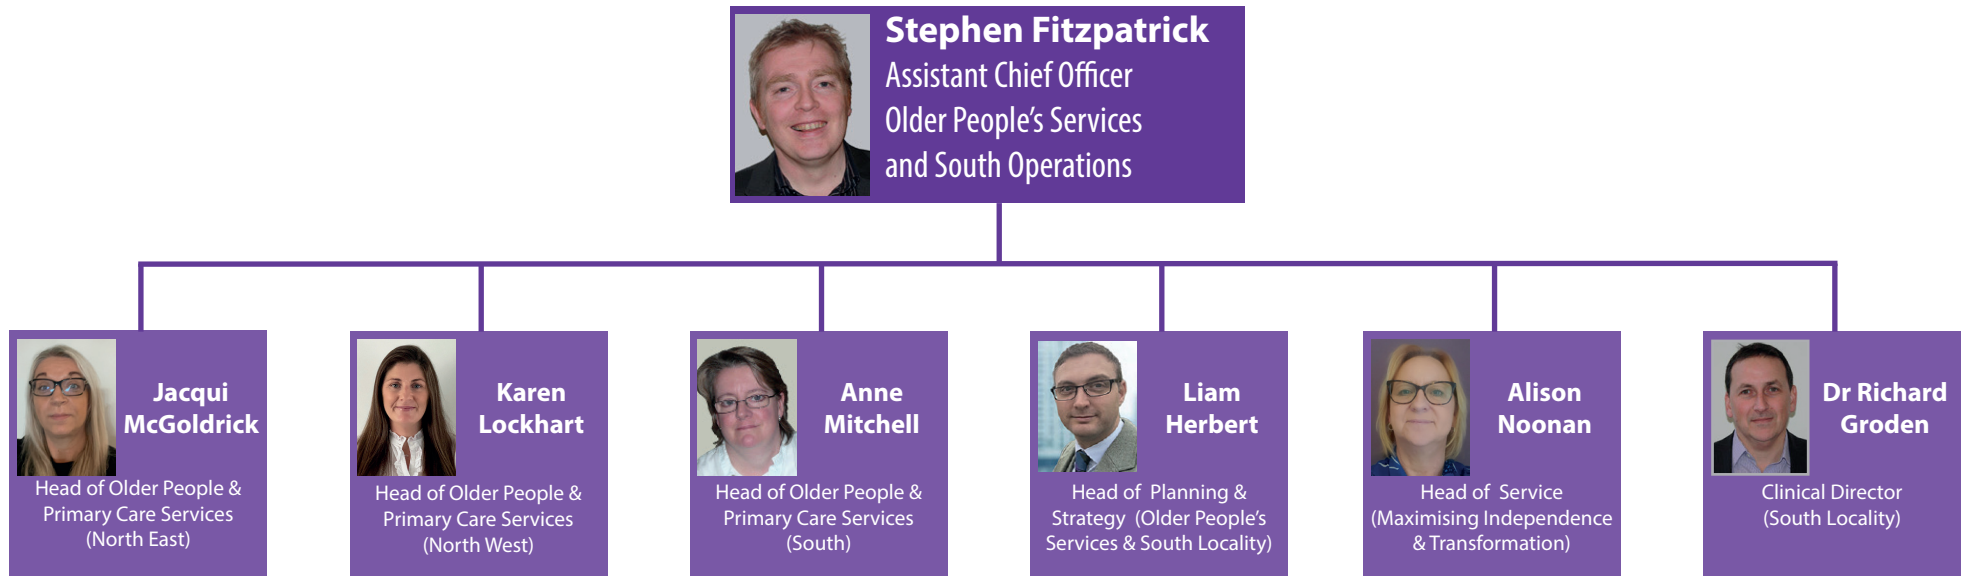 Stephen Fitzpatrick
Assistant Chief Officer
Older People’s Services
and South Operations
Jacqui
McGoldrick
Head of Older People &
Primary Care Services
(North East)
Karen
Lockhart
Head of Older People &
Primary Care Services
(North West)
Anne
Mitchell
Head of Older People &
Primary Care Services
(South)
Liam
Herbert
Head of Planning &
Strategy (Older People’s
Services & South Locality)
Alison
Noonan
Head of Service
(Maximising Independence
& Transformation)
Dr Richard
Groden
Clinical Director
(South Locality)